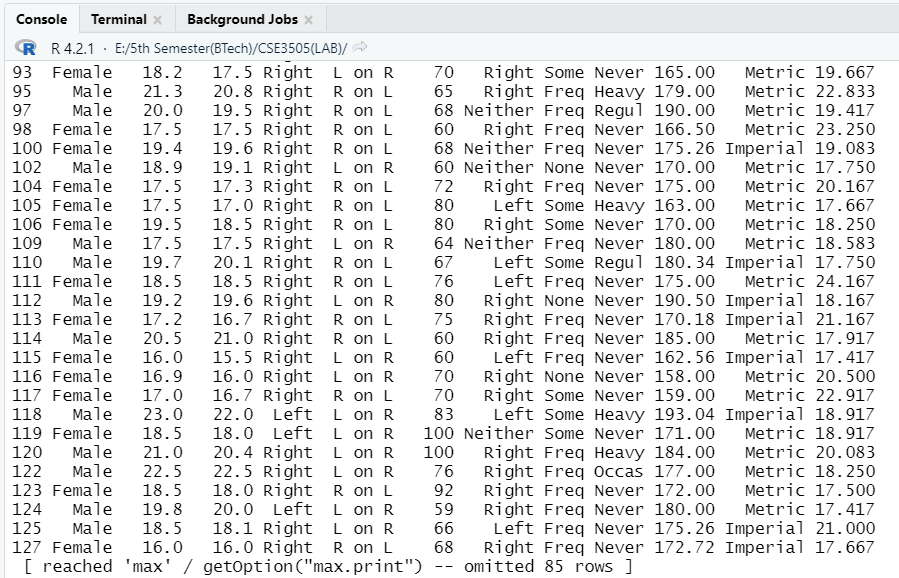 Console Terminal × Background Jobs ×
R R 4.2.1 · E:/5th Semester(BTech)/CSE3505(LAB)/
93 Female 18.2 17.5 Right L on R 70 Right Some Never 165.00 Metric 19.667
95 Male 21.3 20.8 Right R on L 65 Right Freq Heavy 179.00 Metric 22.833
97 Male 20.0 19.5 Right R on L 68 Neither Freq Regul 190.00 Metric 19.417
98 Female 17.5 17.5 Right R on L 60 Right Freq Never 166.50 Metric 23.250
100 Female 19.4 19.6 Right R on L 68 Neither Freq Never 175.26 Imperial 19.083
102 Male 18.9 19.1 Right L on R 60 Neither None Never 170.00 Metric 17.750
104 Female 17.5 17.3 Right R on L 72 Right Freq Never 175.00 Metric 20.167
105 Female 17.5 17.0 Right R on L 80 Left Some Heavy 163.00 Metric 17.667
106 Female 19.5 18.5 Right R on L 80 Right Some Never 170.00 Metric 18.250
109 Male 17.5 17.5 Right L on R 64 Neither Freq Never 180.00 Metric 18.583
110 Male 19.7 20.1 Right R on L 67 Left Some Regul 180.34 Imperial 17.750
111 Female 18.5 18.5 Right R on L 76 Left Freq Never 175.00 Metric 24.167
112 Male 19.2 19.6 Right L on R 80 Right None Never 190.50 Imperial 18.167
113 Female 17.2 16.7 Right R on L 75 Right Freq Never 170.18 Imperial 21.167
114 Male 20.5 21.0 Right R on L 60 Right Freq Never 185.00 Metric 17.917
115 Female 16.0 15.5 Right R on L 60 Left Freq Never 162.56 Imperial 17.417
116 Female 16.9 16.0 Right L on R 70 Right None Never 158.00 Metric 20.500
117 Female 17.0 16.7 Right R on L 70 Right Some Never 159.00 Metric 22.917
118 Male 23.0 22.0 Left L on R 83 Left Some Heavy 193.04 Imperial 18.917
119 Female 18.5 18.0 Left L on R 100 Neither Some Never 171.00 Metric 18.917
120 Male 21.0 20.4 Right L on R 100 Right Freq Heavy 184.00 Metric 20.083
122 Male 22.5 22.5 Right L on R 76 Right Freq Occas 177.00 Metric 18.250
123 Female 18.5 18.0 Right R on L 92 Right Freq Never 172.00 Metric 17.500
124 Male 19.8 20.0 Left L on R 59 Right Freq Never 180.00 Metric 17.417
125 Male 18.5 18.1 Right R on L 66 Left Freq Never 175.26 Imperial 21.000
127 Female 16.0 16.0 Right R on L 68 Right Freq Never 172.72 Imperial 17.667
[ reached 'max' / getOption("max.print") -- omitted 85 rows ]